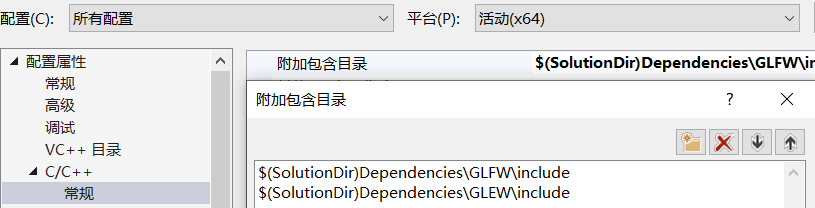 配置(C): 所有配置 平台(P): 活动(x64)
配置属性
常规
高级
调试
VC++ 目录
C/C++
常规
附加包含目录 $(SolutionDir)Dependencies\GLFW\in
附加包含目录 ?
$(SolutionDir)Dependencies\GLFW\include
$(SolutionDir)Dependencies\GLEW\include